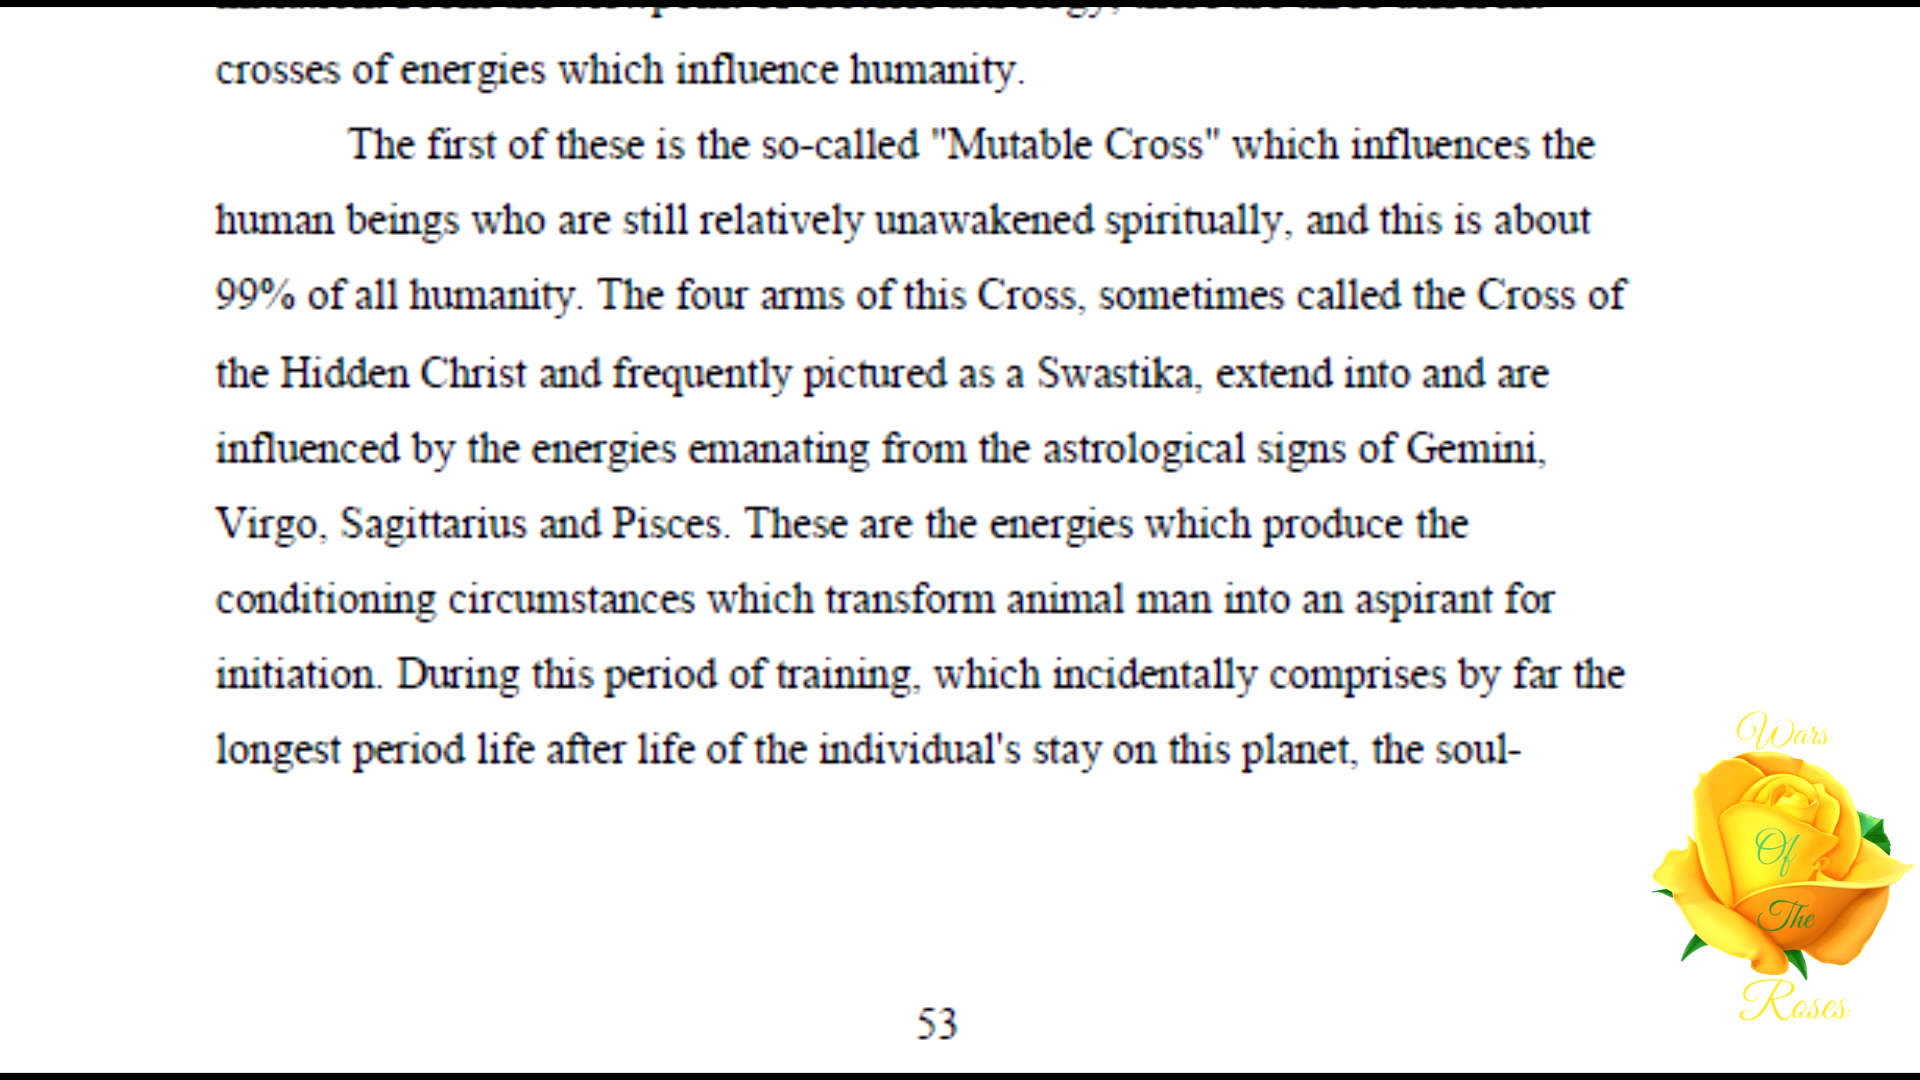 crosses of energies which influence humanity.
The first of these is the so-called "Mutable Cross" which influences the
human beings who are still relatively unawakened spiritually, and this is about
99% of all humanity. The four arms of this Cross, sometimes called the Cross of
the Hidden Christ and frequently pictured as a Swastika, extend into and are
influenced by the energies emanating from the astrological signs of Gemini,
Virgo, Sagittarius and Pisces. These are the energies which produce the
conditioning circumstances which transform animal man into an aspirant for
initiation. During this period of training, which incidentally comprises by far the
longest period life after life of the individual's stay on this planet, the soul-
53
Wars
Of
The
Roses